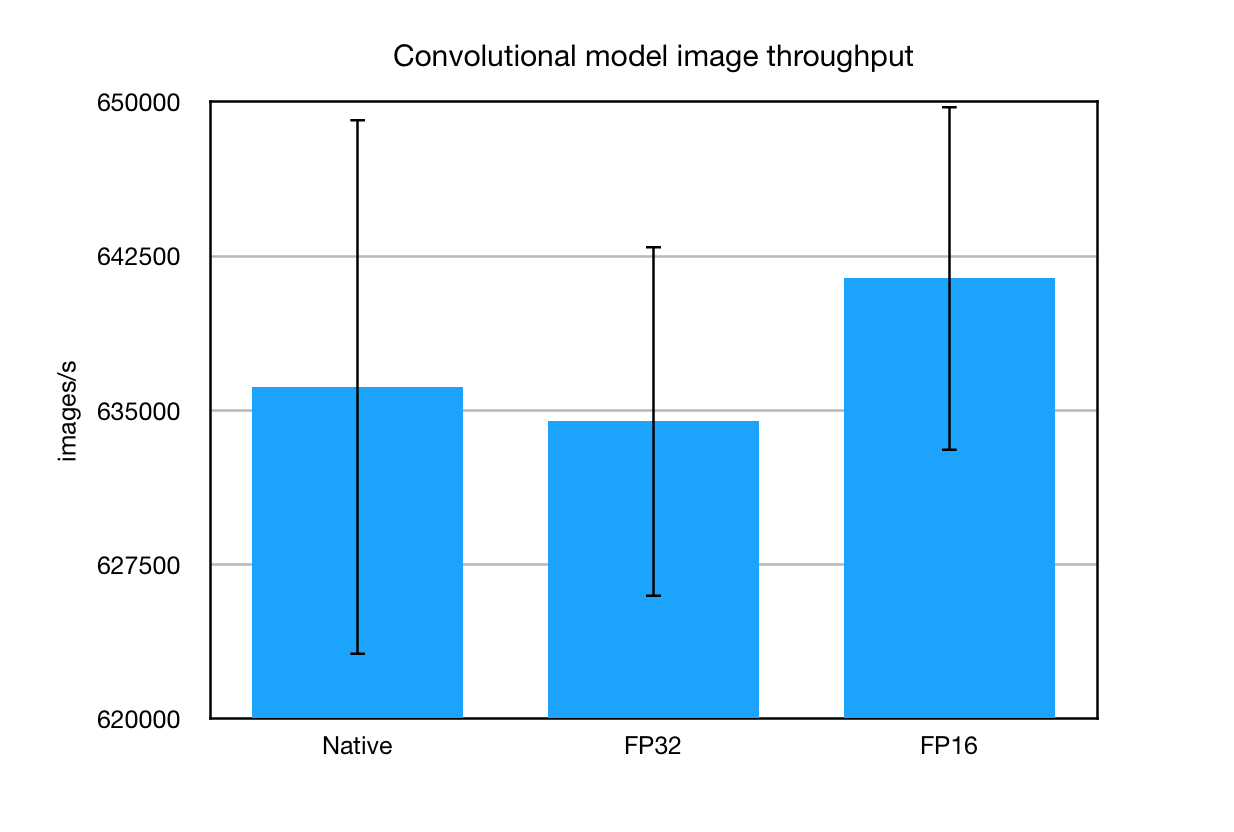 Convolutional model image throughput
650000
642500
635000
627500
620000
images/s
Native
FP32
FP16